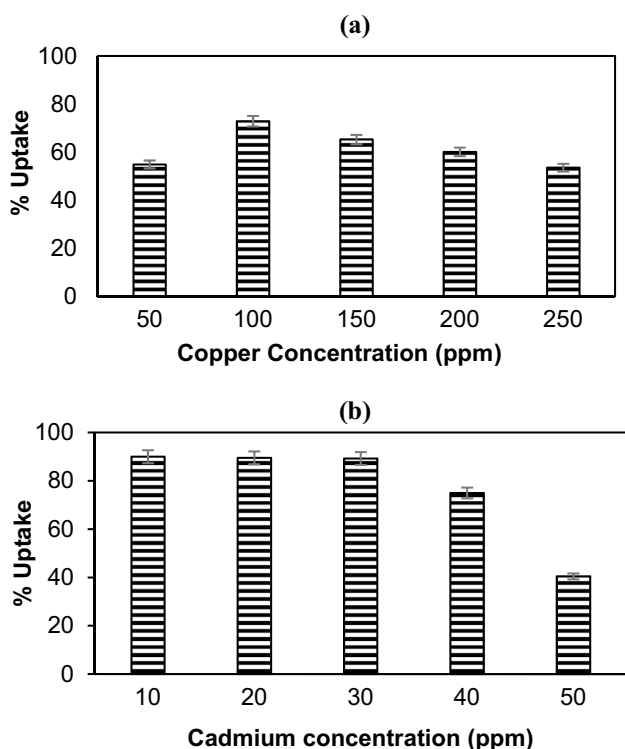 (a)
100
80
60
40
20
0
% Uptake
50 100 150 200 250
Copper Concentration (ppm)
(b)
100
80
60
40
20
0
% Uptake
10 20 30 40 50
Cadmium concentration (ppm)